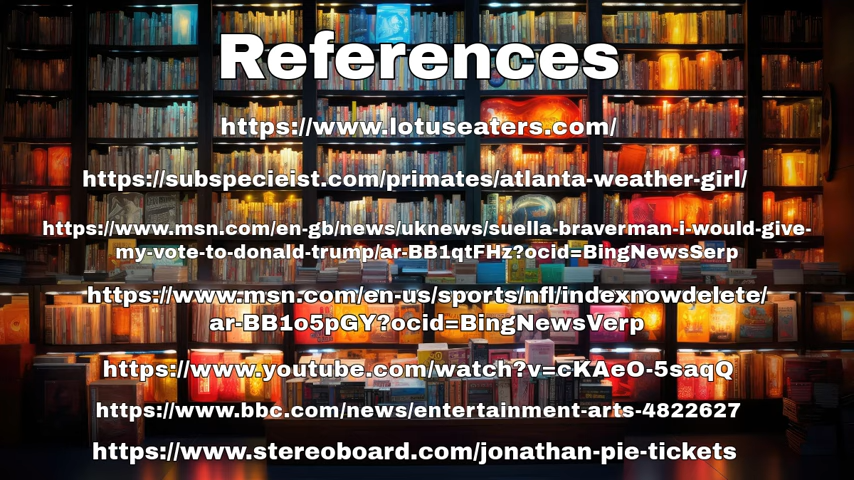 References
https://www.lotuseaters.com/
https://subspecieist.com/primates/atlanta-weather-girl/
https://www.msn.com/en-gb/news/uknews/suella-braverman-i-would-give-
my-vote-to-donald-trump/ar-BB1qtFHz?ocid=BingNewsSerp
https://www.msn.com/en-us/sports/nfl/indexnowdelete/
ar-BB1o5pGY?ocid=BingNewsVerp
https://www.youtube.com/watch?v=cKAeO-5saqQ
https://www.bbc.com/news/entertainment-arts-4822627
https://www.stereoboard.com/jonathan-pie-tickets